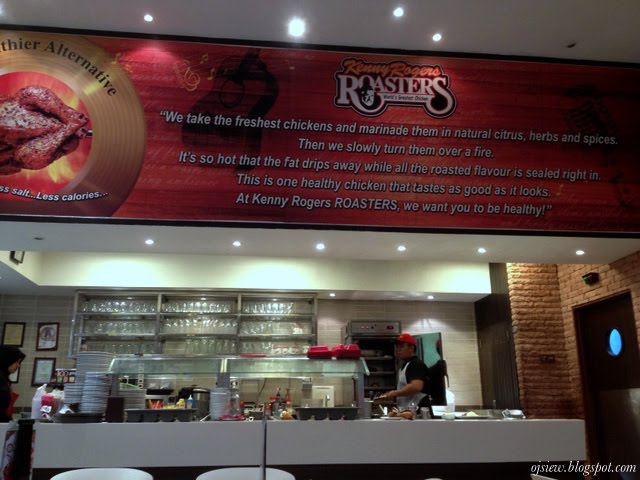 thier Alternative
Kenny Rogers
ROASTERS
World's Greatest Chicken
“We take the freshest chickens and marinade them in natural citrus, herbs and spices.
Then we slowly turn them over a fire.
It's so hot that the fat drips away while all the roasted flavour is sealed right in.
This is one healthy chicken that tastes as good as it looks.
At Kenny Rogers ROASTERS, we want you to be healthy!”
ss salt.. Less calories...
ojsiew.blogspot.com